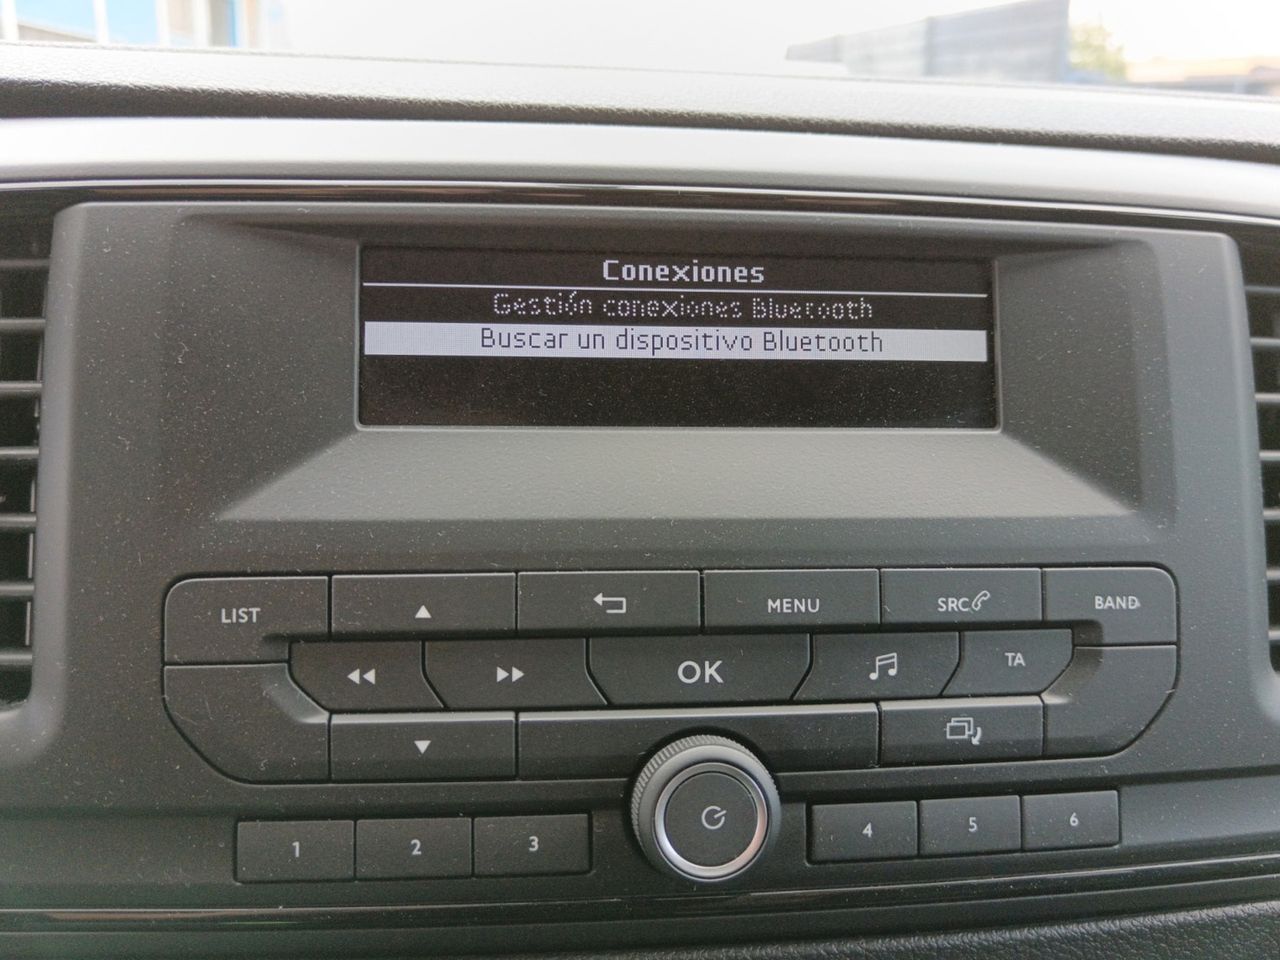 Conexiones
Gestión conexiones Bluetooth
Buscar un dispositivo Bluetooth
LIST
MENU
SRC
BAND
OK
TA
1
2
3
4
5
6